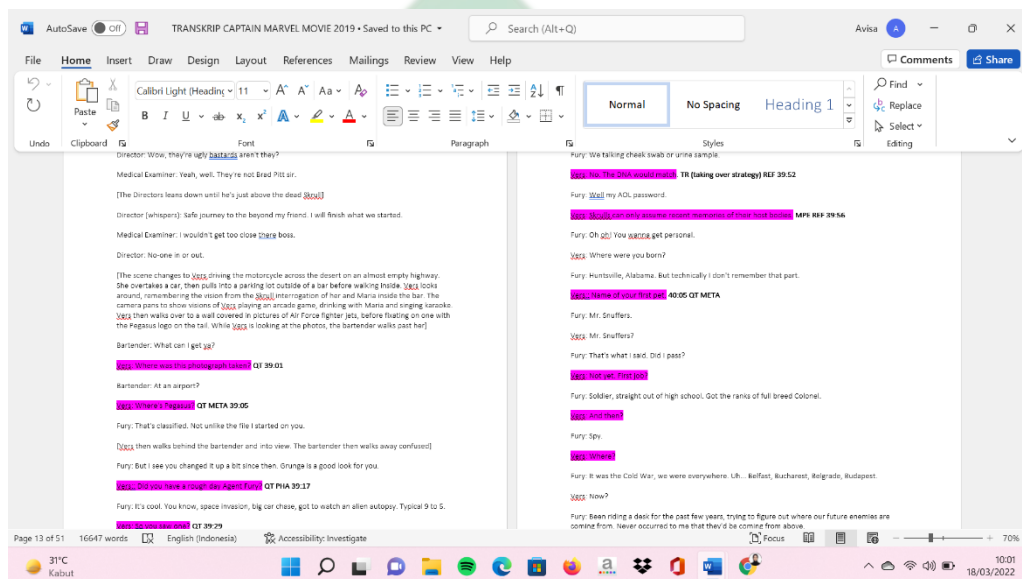 AutoSave Off TRANSKRIP CAPTAIN MARVEL MOVIE 2019 • Saved to this PC Search (Alt+Q) Avisa A
File Home Insert Draw Design Layout References Mailings Review View Help Comments Share
Calibri Light (Heading 11 Aa
Paste
B I U ab x₂ x² A A
Normal No Spacing Heading 1
Find
Replace
Select
Undo Clipboard Font Paragraph Styles Editing
Director: Wow, they're ugly bastards aren't they?
Medical Examiner: Yeah, well. They're not Brad Pitt sir.
[The Directors leans down until he's just above the dead Skrull]
Director [whispers]: Safe journey to the beyond my friend. I will finish what we started.
Medical Examiner: I wouldn't get too close there boss.
Director: No-one in or out.
[The scene changes to Vers driving the motorcycle across the desert on an almost empty highway.
She overtakes a car, then pulls into a parking lot outside of a bar before walking inside. Vers looks
around, remembering the vision from the Skrull interrogation of her and Maria inside the bar. The
camera pans to show visions of Vers playing an arcade game, drinking with Maria and singing karaoke.
Vers then walks over to a wall covered in pictures of Air Force fighter jets, before fixating on one with
the Pegasus logo on the tail. While Vers is looking at the photos, the bartender walks past her]
Bartender: What can I get ya?
Vers: Where was this photograph taken? QT 39.01
Bartender: At an airport?
Vers: Where's Pegasus? QT META 39:05
Fury: That's classified. Not unlike the file I started on you.
[Vers then walks behind the bartender and into view. The bartender then walks away confused]
Fury: But I see you changed it up a bit since then. Grunge is a good look for you.
Vers: Did you have a rough day Agent Fury? QT PHA 39:17
Fury: It's cool. You know, space invasion, big car chase, got to watch an alien autopsy. Typical 9 to 5.
Vers: So you saw one? QT 39:29
Fury: We talking cheek swab or urine sample.
Vers: No. The DNA would match. TR (taking over strategy) REF 39:52
Fury: Well my AOL password.
Vers: Skrulls can only assume recent memories of their host bodies. MPE REF 39:56
Fury: Oh oh! You wanna get personal.
Vers: Where were you born?
Fury: Huntsville, Alabama. But technically I don't remember that part.
Vers: Name of your first pet. 40:05 QT META
Fury: Mr. Snuffers.
Vers: Mr. Snuffers?
Fury: That's what I said. Did I pass?
Vers: Not yet. First job?
Fury: Soldier, straight out of high school. Got the ranks of full breed Colonel.
Vers: And then?
Fury: Spy.
Vers: Where?
Fury: It was the Cold War, we were everywhere. Uh... Belfast, Bucharest, Belgrade, Budapest.
Vers: Now?
Fury: Been riding a desk for the past few years, trying to figure out where our future enemies are
coming from. Never occurred to me that they'd be coming from above.
Page 13 of 51 16647 words English (Indonesia) Accessibility: Investigate Focus 70%
31°C
Kabut
10:01
18/03/2022